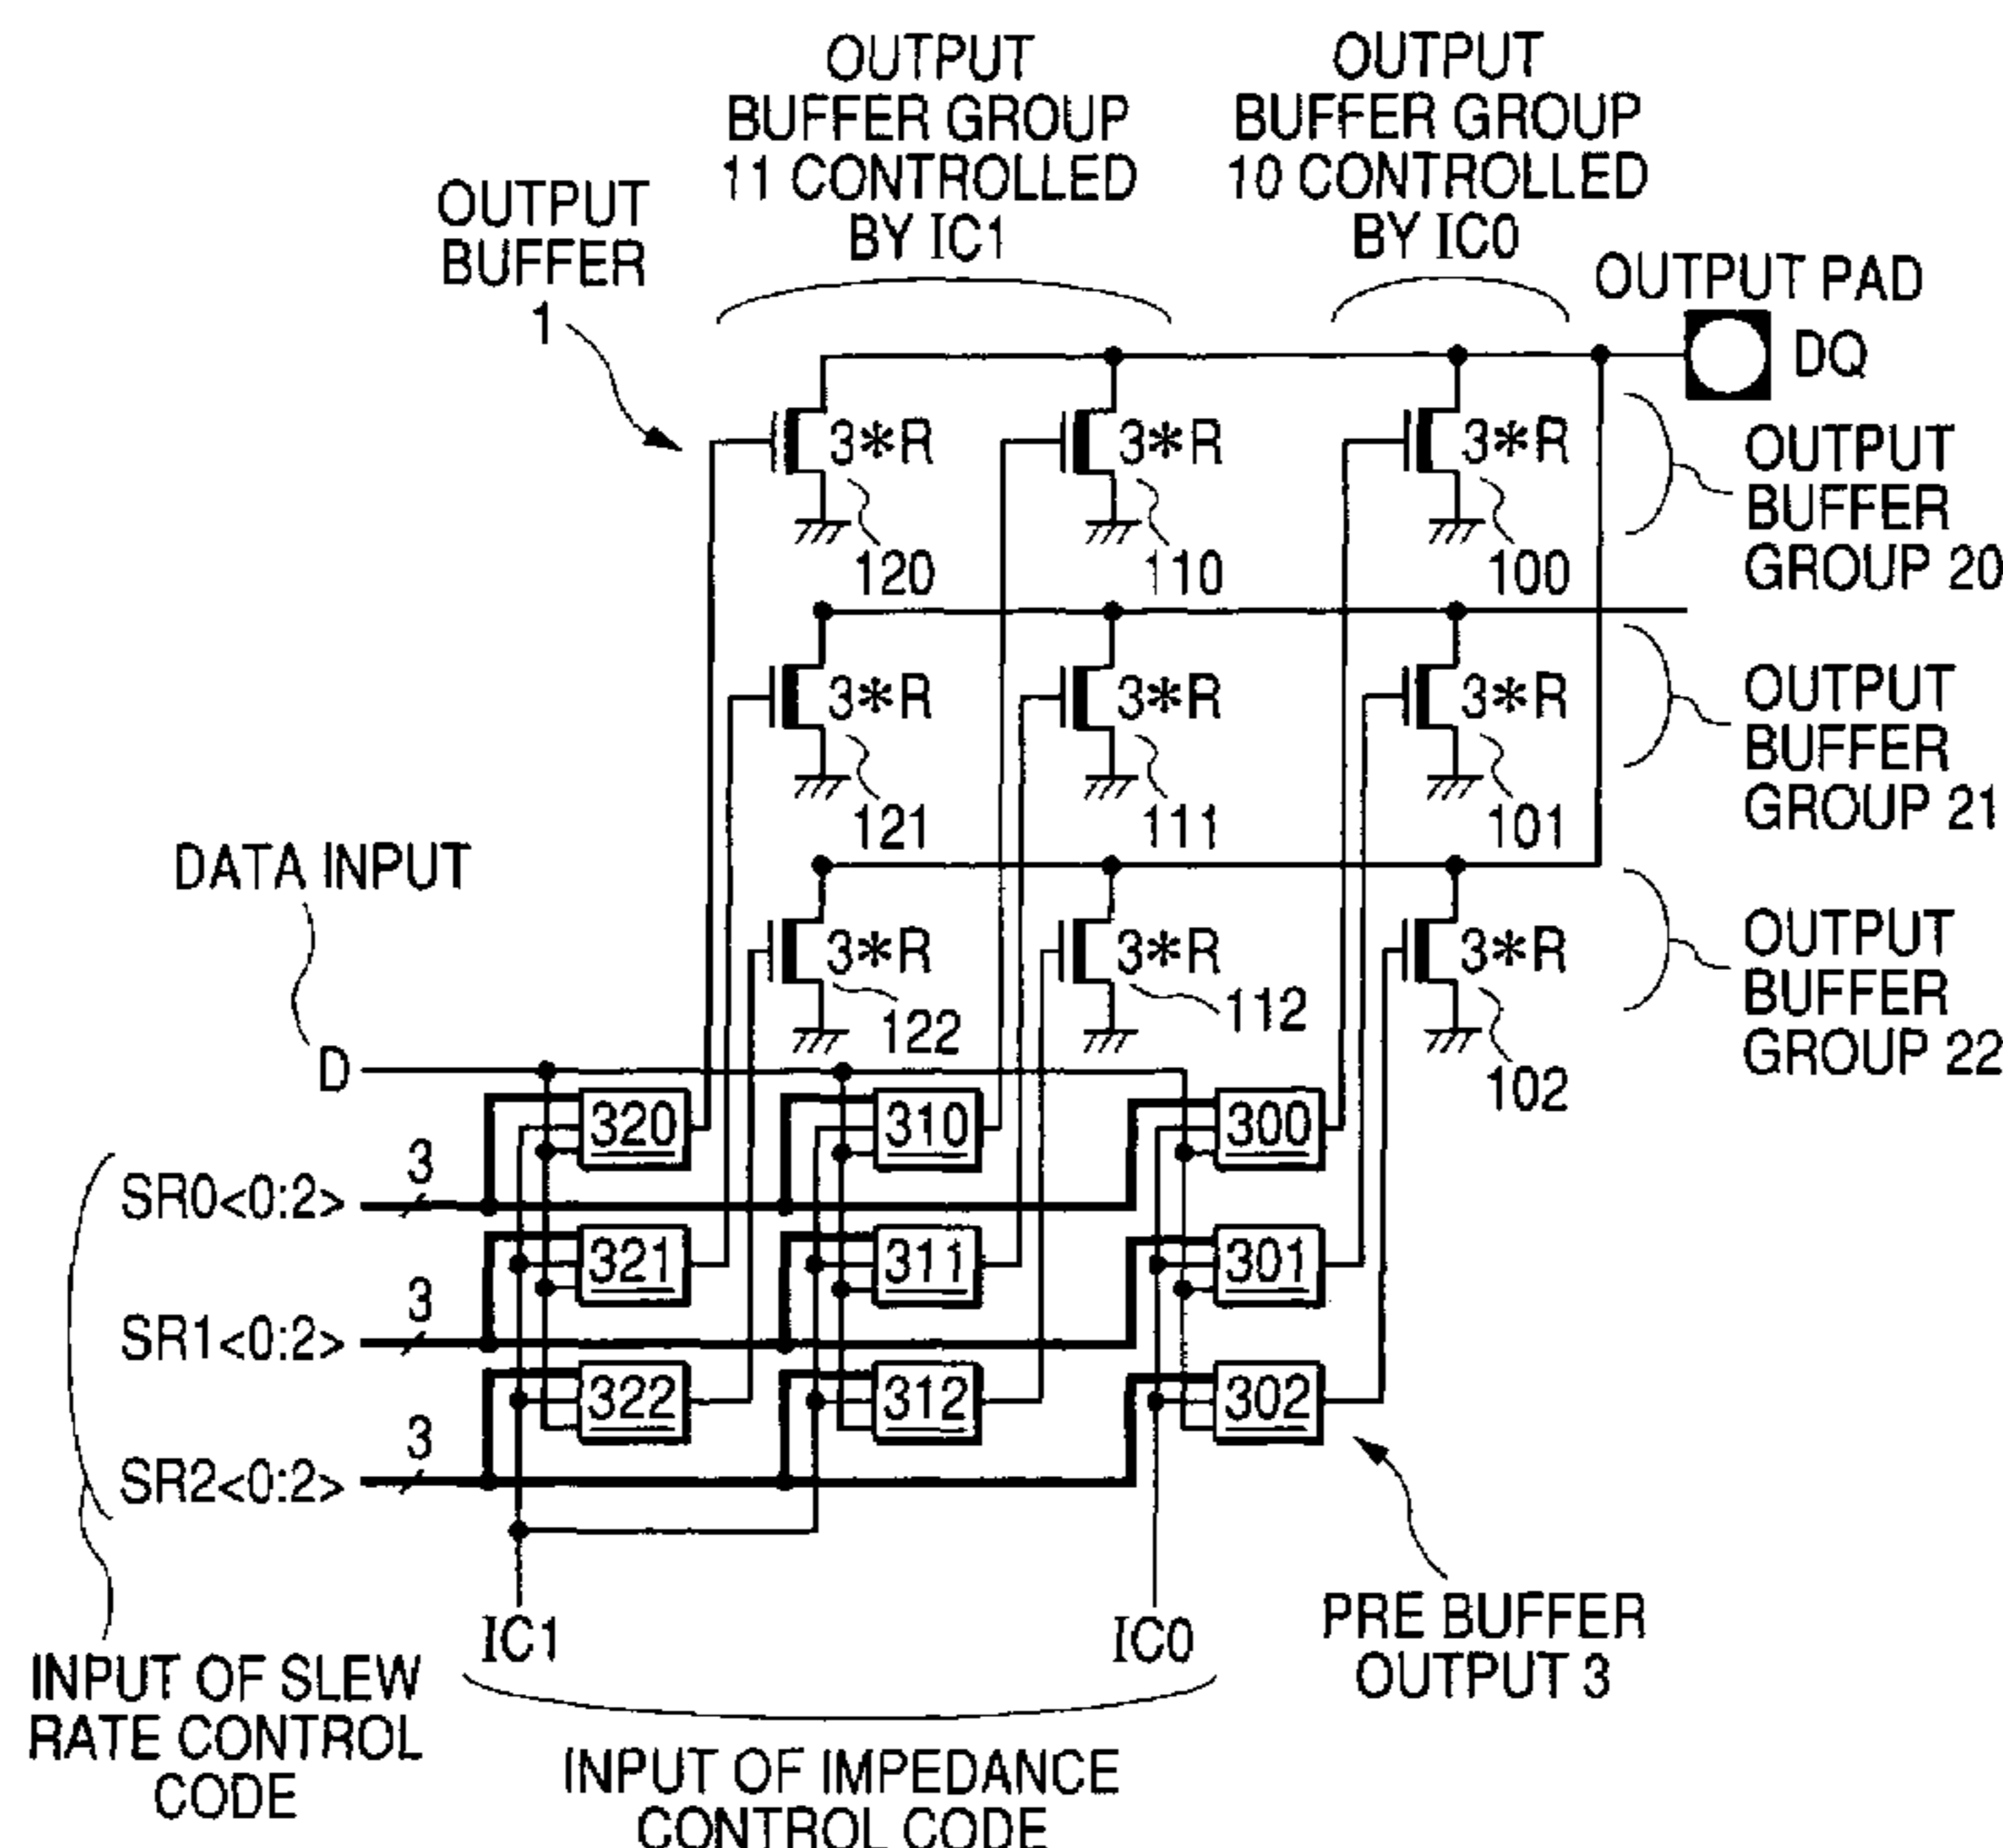 OUTPUT
BUFFER GROUP
11 CONTROLLED
BY IC1
OUTPUT
BUFFER GROUP
10 CONTROLLED
BY IC0
OUTPUT
BUFFER
1
OUTPUT PAD
DQ
3*R
3*R
3*R
120
110
100
OUTPUT
BUFFER
GROUP 20
3*R
3*R
3*R
121
111
101
OUTPUT
BUFFER
GROUP 21
DATA INPUT
3*R
3*R
3*R
122
112
102
OUTPUT
BUFFER
GROUP 22
D
320
310
300
SR0<0:2>
3
321
311
301
SR1<0:2>
3
322
312
302
SR2<0:2>
3
IC1
IC0
PRE BUFFER
OUTPUT 3
INPUT OF SLEW
RATE CONTROL
CODE
INPUT OF IMPEDANCE
CONTROL CODE